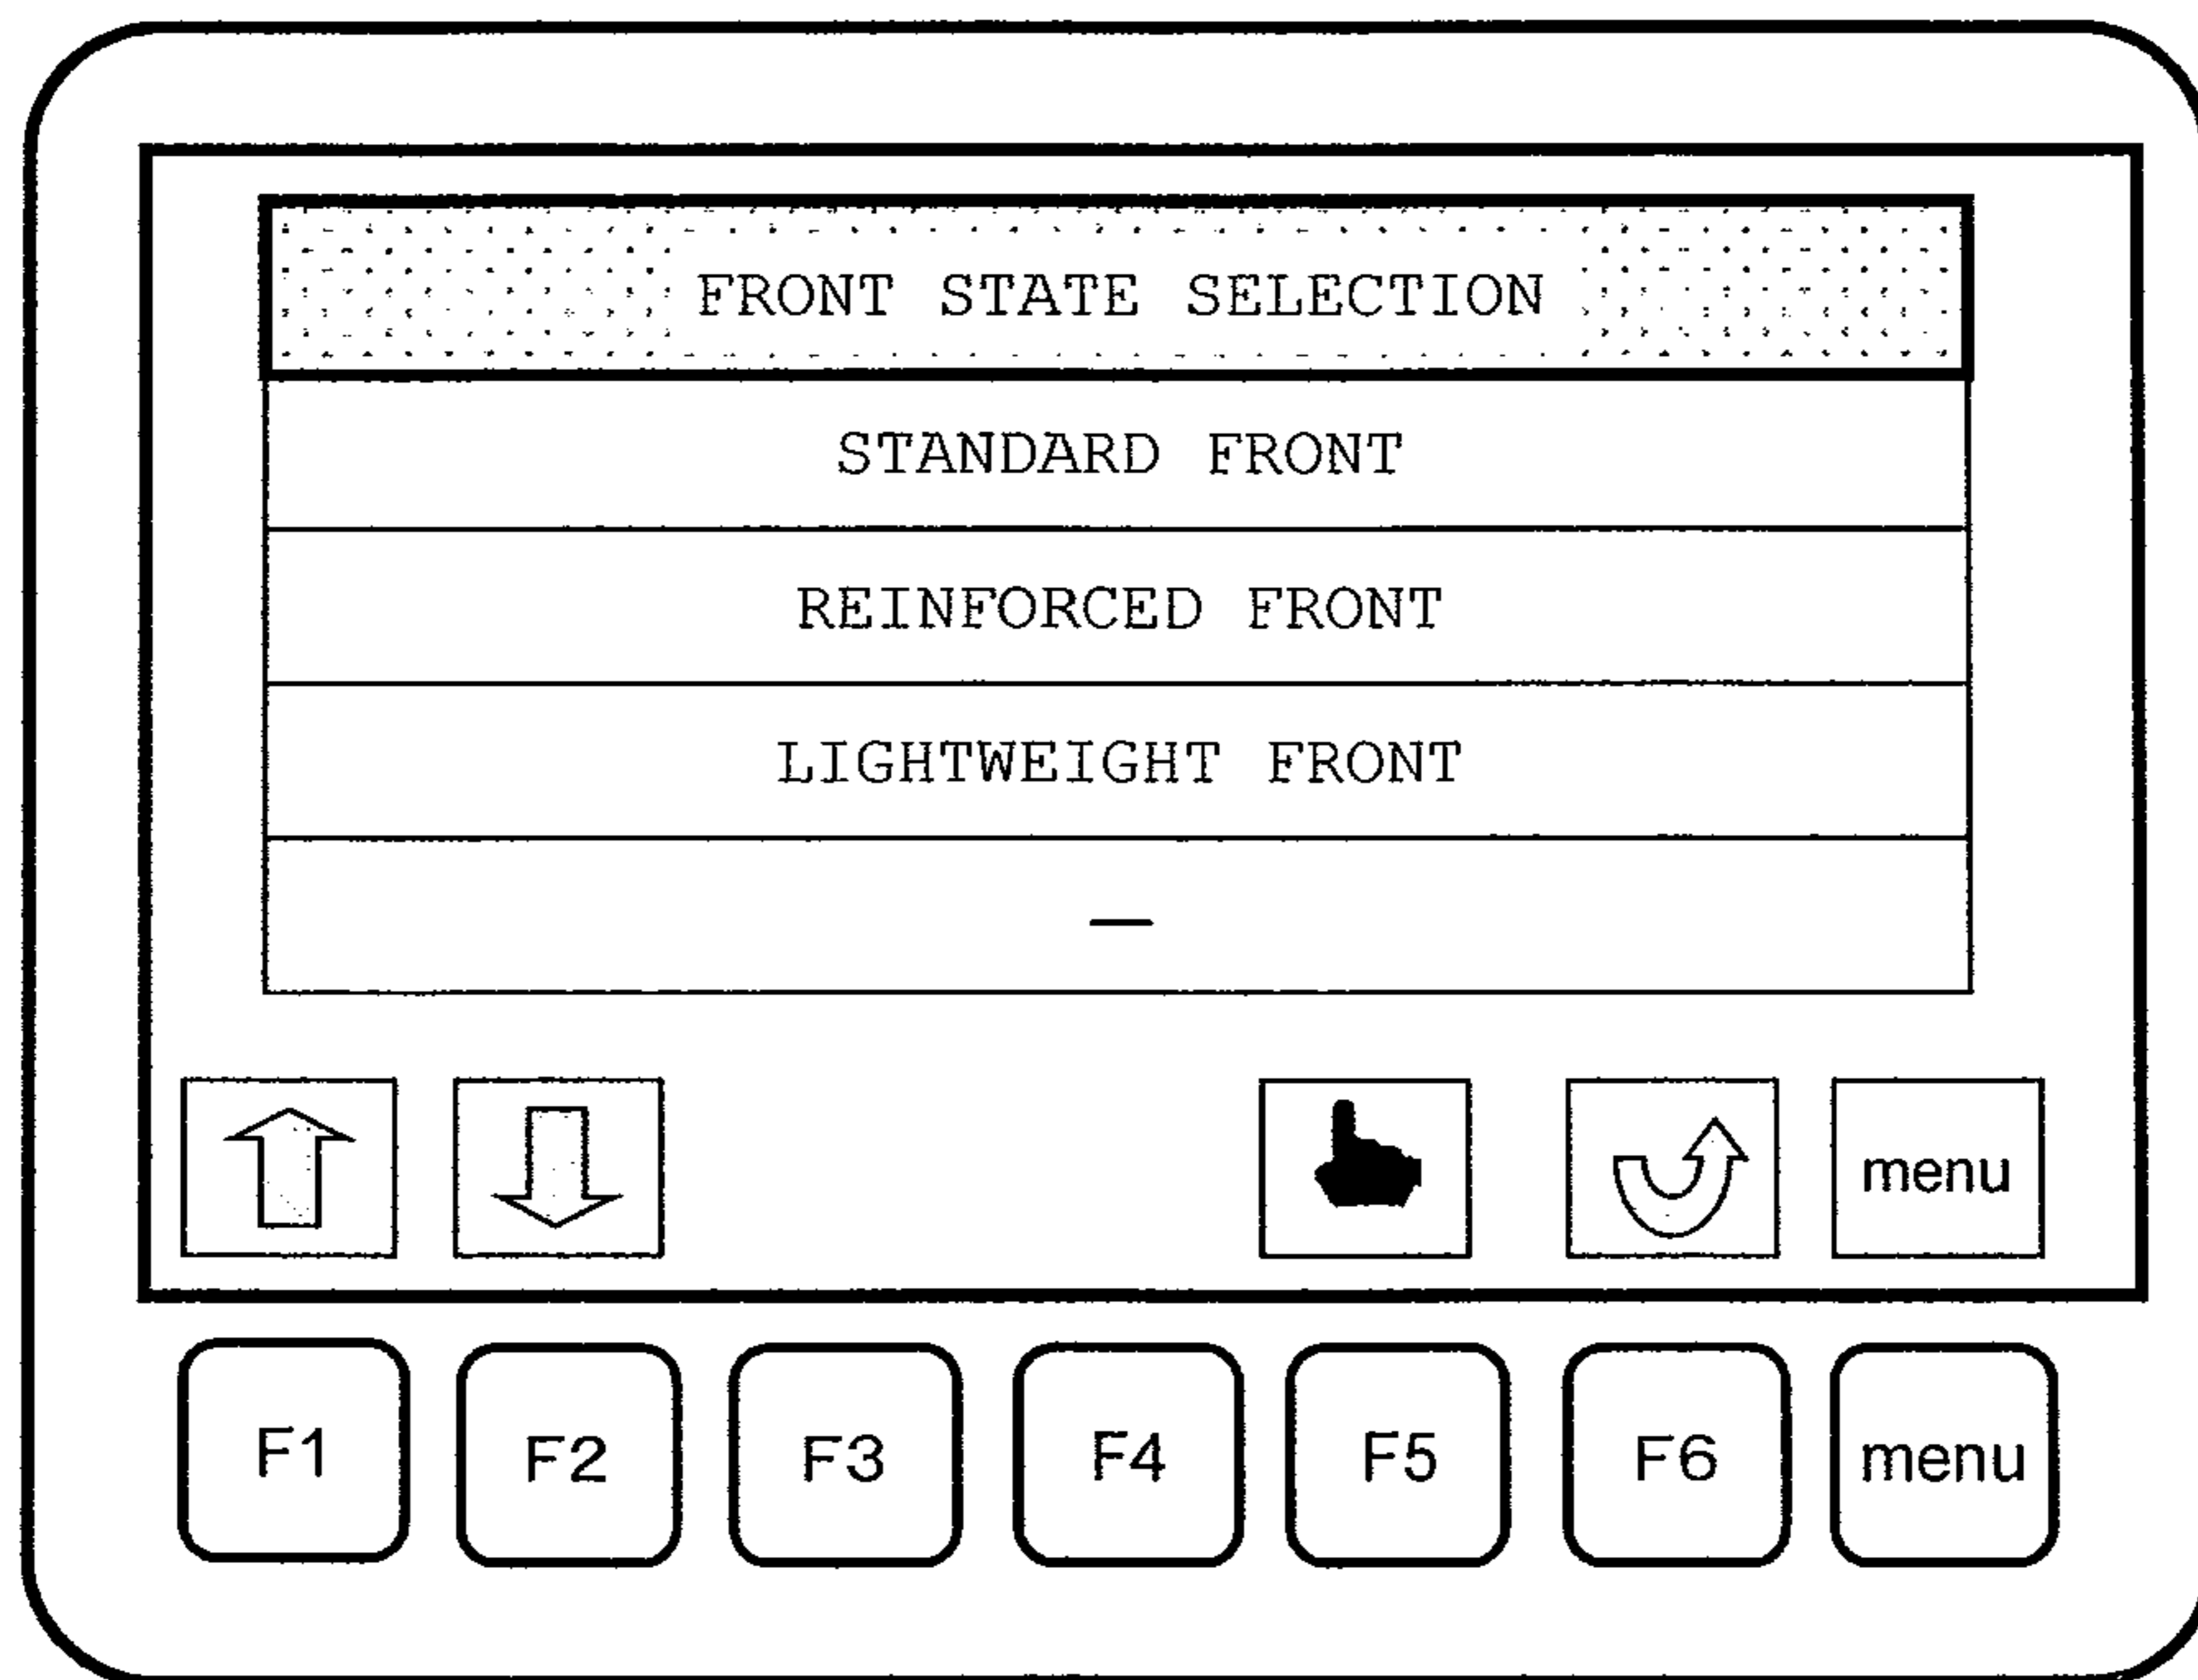 FRONT STATE SELECTION
STANDARD FRONT
REINFORCED FRONT
LIGHTWEIGHT FRONT
—
menu
F1 F2 F3 F4 F5 F6 menu